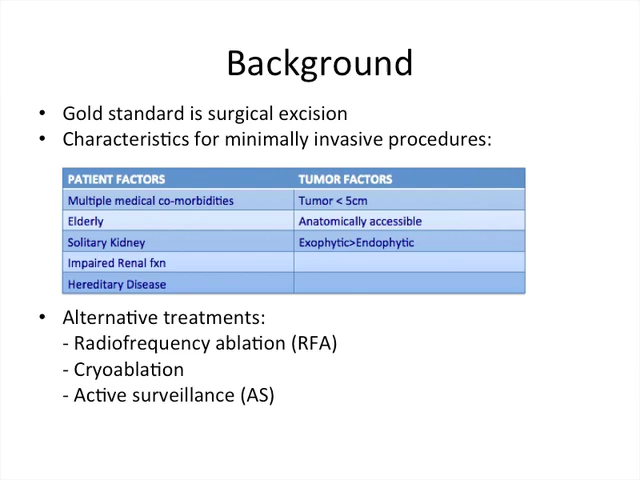 Background
• Gold standard is surgical excision
• Characteristics for minimally invasive procedures:
PATIENT FACTORS TUMOR FACTORS
Multiple medical co-morbidities Tumor < 5cm
Elderly Anatomically accessible
Solitary Kidney Exophytic>Endophytic
Impaired Renal fxn
Hereditary Disease
• Alternative treatments:
- Radiofrequency ablation (RFA)
- Cryoablation
- Active surveillance (AS)